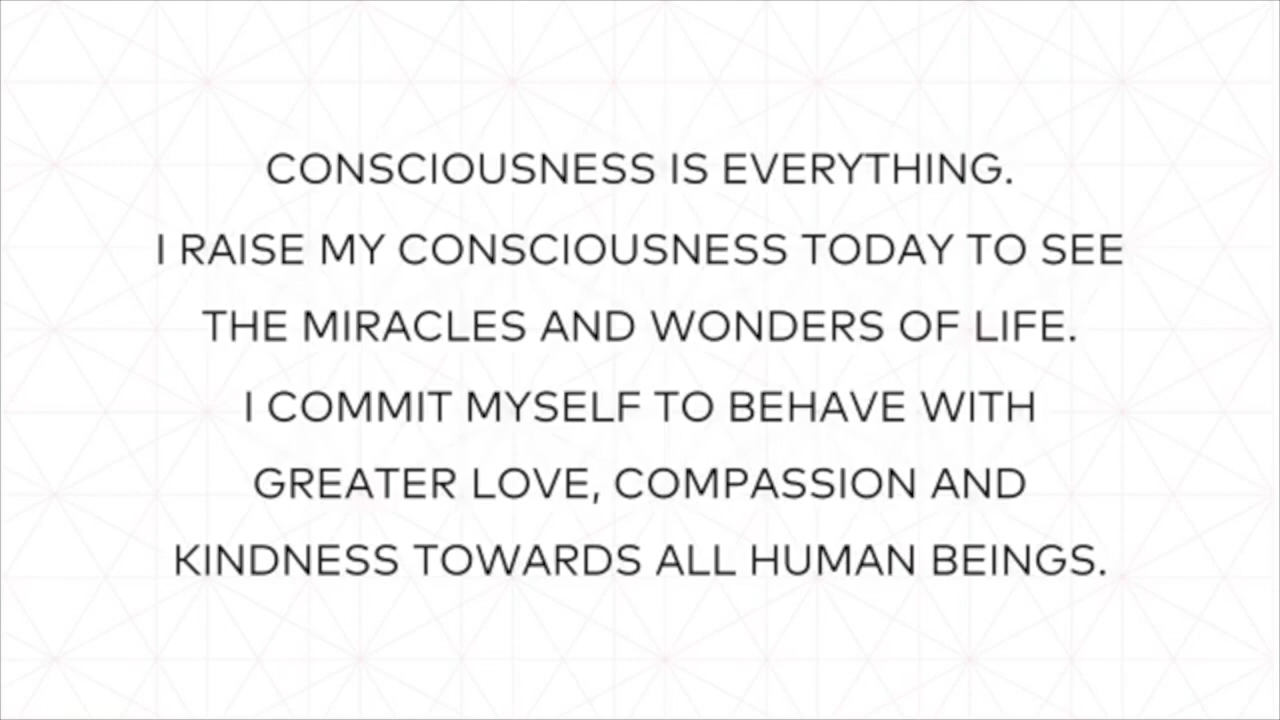 CONSCIOUSNESS IS EVERYTHING.
I RAISE MY CONSCIOUSNESS TODAY TO SEE
THE MIRACLES AND WONDERS OF LIFE.
I COMMIT MYSELF TO BEHAVE WITH
GREATER LOVE, COMPASSION AND
KINDNESS TOWARDS ALL HUMAN BEINGS.